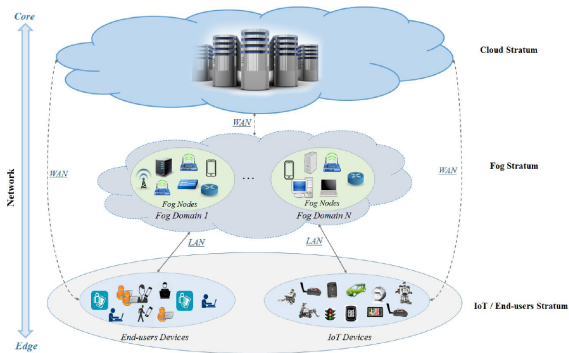 Core
Cloud Stratum
WAN
Fog Stratum
WAN
WAN
Network
...
Fog Nodes
Fog Domain 1
Fog Nodes
Fog Domain N
LAN
LAN
IoT / End-users Stratum
End-users Devices
IoT Devices
Edge